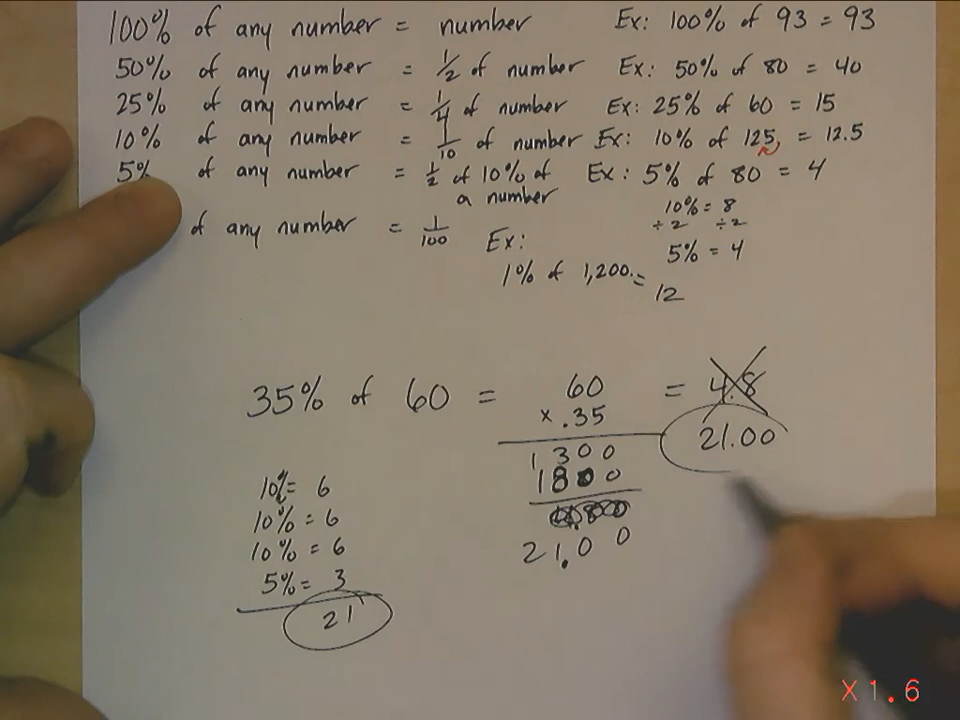 100% of any number = number Ex: 100% of 93 = 93
50% of any number = 1/2 of number Ex: 50% of 80 = 40
25% of any number = 1/4 of number Ex: 25% of 60 = 15
10% of any number = 1/10 of number Ex: 10% of 125, = 12.5
5% of any number = 1/2 of 10% of a number Ex: 5% of 80 = 4
10% = 8
÷2 ÷2
5% = 4
of any number = 1/100 Ex:
1% of 1,200. =
12
35% of 60 = 60 = 4.8
x .35
21.00
1300
1800
21.00
10% = 6
10% = 6
10% = 6
5% = 3
21
X1.6